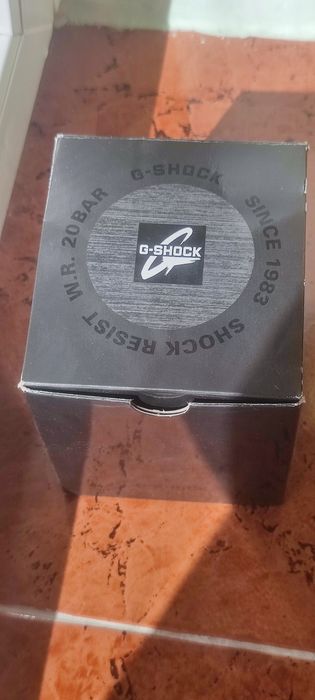 G-SHOCK
SINCE 1983
SHOCK RESIST
W.R. 20BAR
G-SHOCK